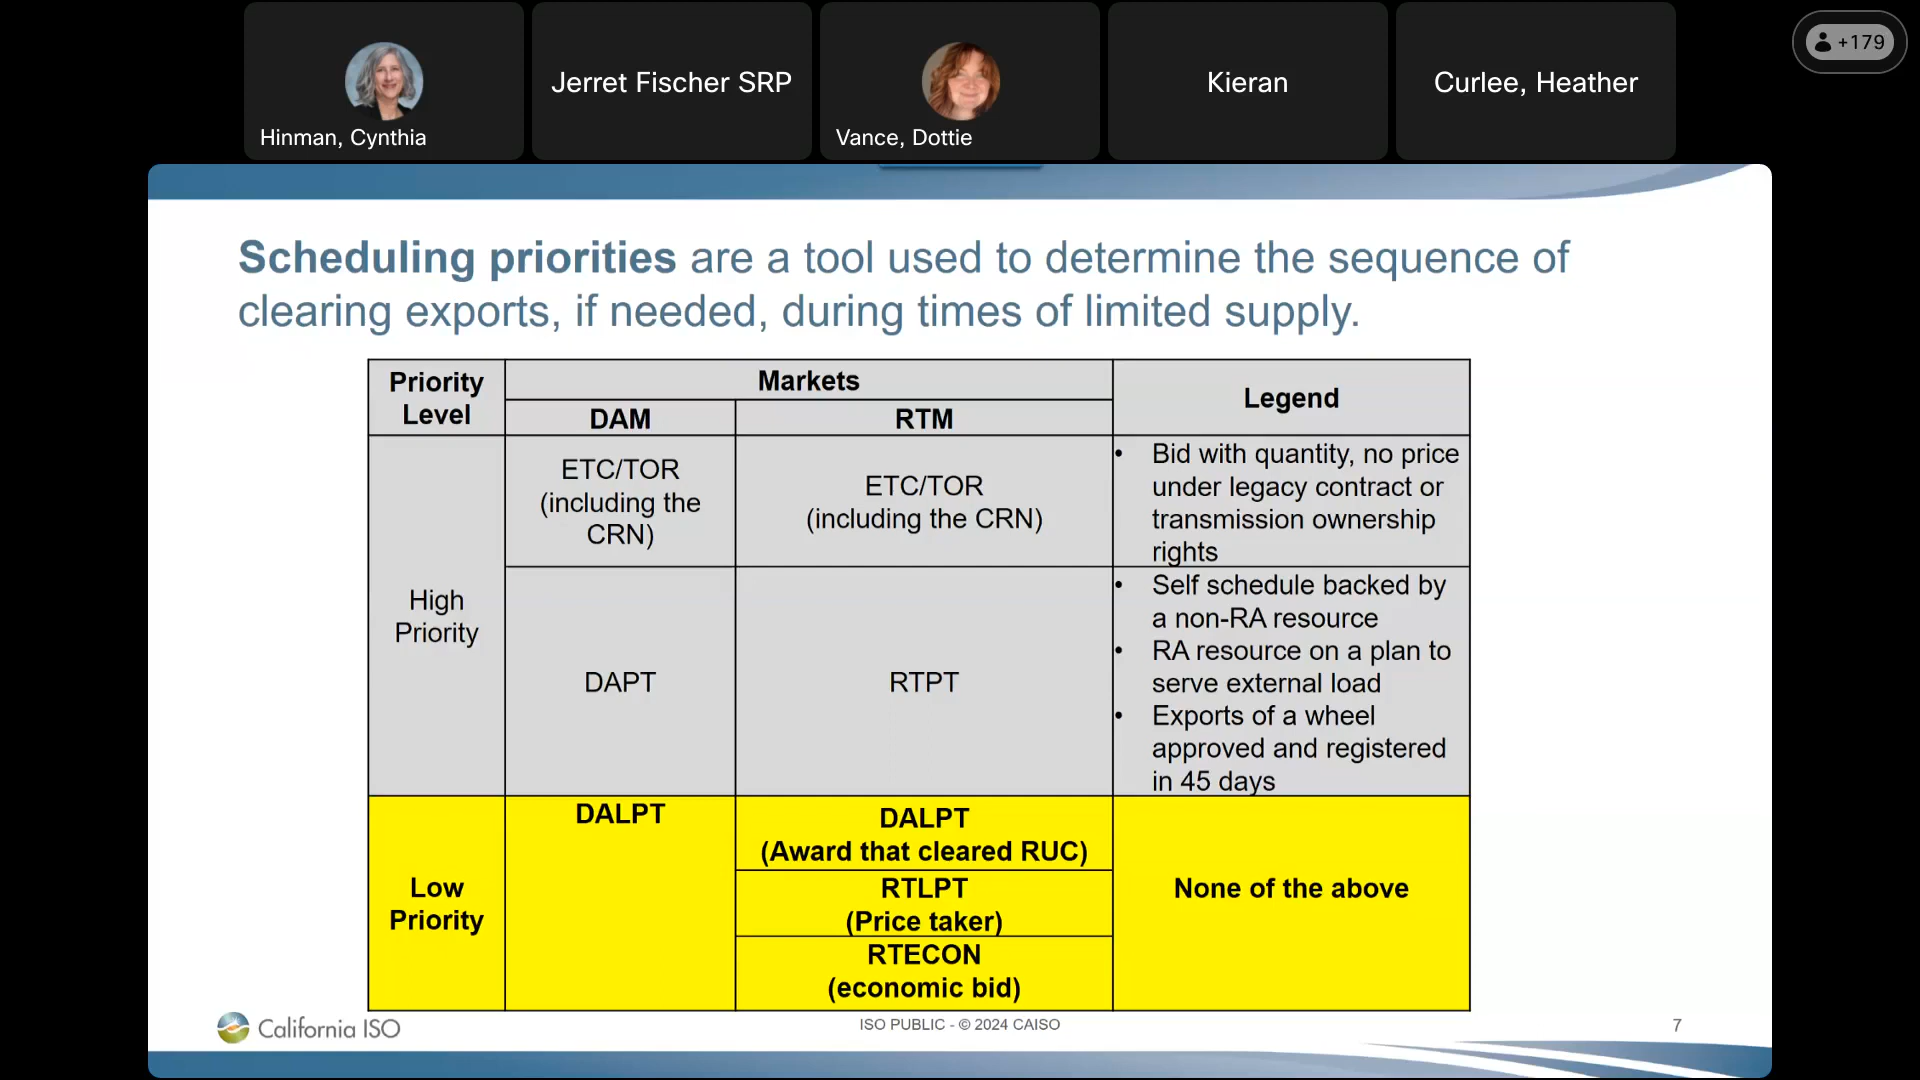 Hinman, Cynthia
Jerret Fischer SRP
Vance, Dottie
Kieran
Curlee, Heather
+179
Scheduling priorities are a tool used to determine the sequence of
clearing exports, if needed, during times of limited supply.
Priority
Level
Markets
Legend
DAM
RTM
High
Priority
ETC/TOR
(including the
CRN)
ETC/TOR
(including the CRN)
• Bid with quantity, no price
under legacy contract or
transmission ownership
rights
DAPT
RTPT
• Self schedule backed by
a non-RA resource
• RA resource on a plan to
serve external load
• Exports of a wheel
approved and registered
in 45 days
Low
Priority
DALPT
DALPT
(Award that cleared RUC)
RTLPT
(Price taker)
RTECON
(economic bid)
None of the above
California ISO
ISO PUBLIC - © 2024 CAISO
7